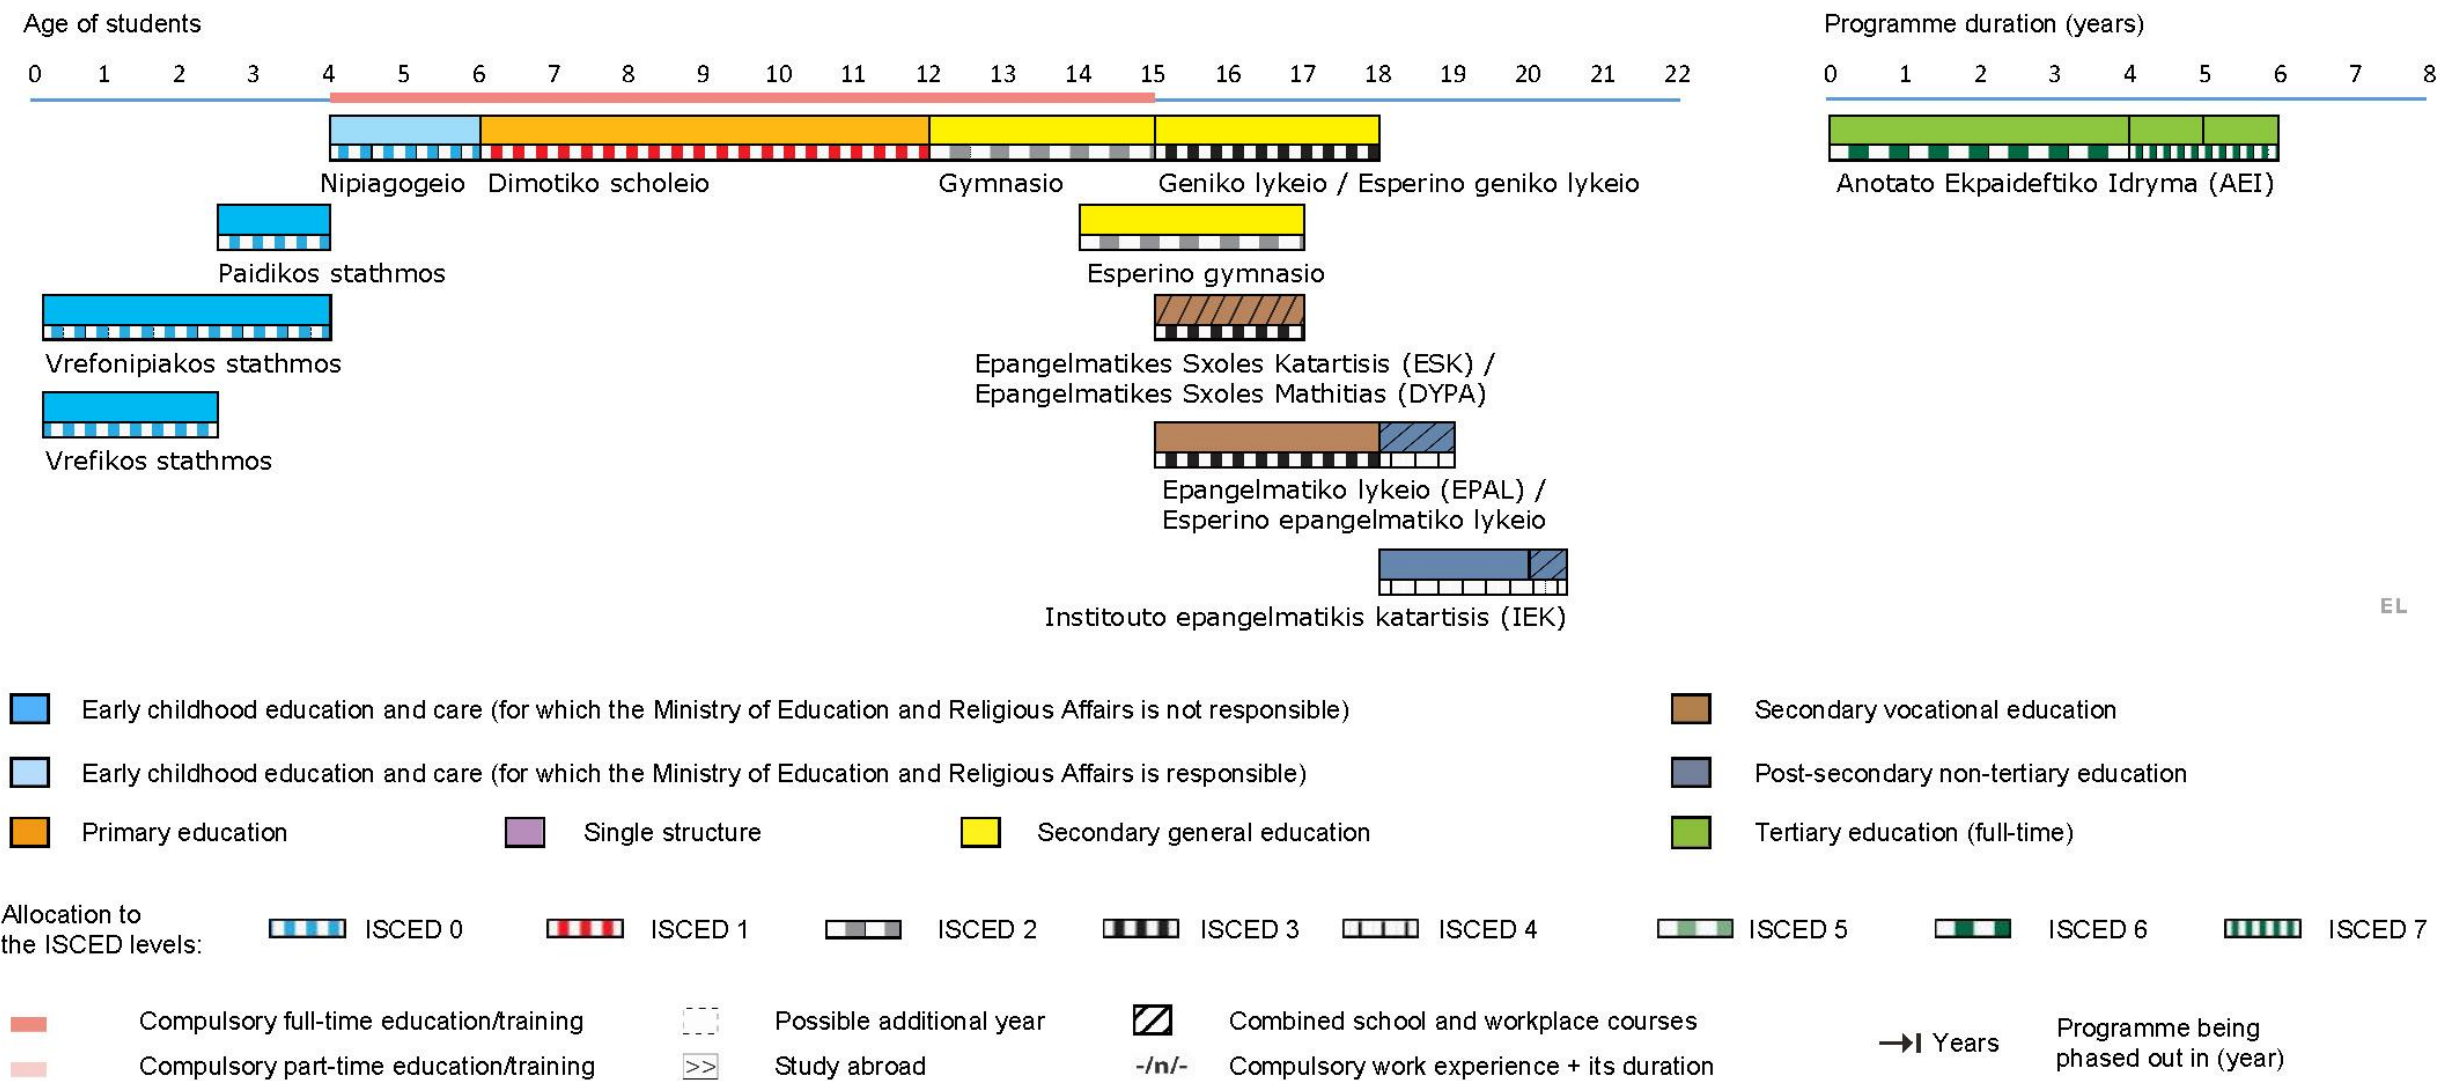 Age of students
Programme duration (years)
0 1 2 3 4 5 6 7 8 9 10 11 12 13 14 15 16 17 18 19 20 21 22
0 1 2 3 4 5 6 7 8
Nipiagogeio
Dimotiko scholeio
Gymnasio
Geniko lykeio / Esperino geniko lykeio
Anotato Ekpaideftiko Idryma (AEI)
Paidikos stathmos
Esperino gymnasio
Vrefonipiakos stathmos
Epangelmatikes Sxoles Katartisis (ESK) /
Epangelmatikes Sxoles Mathitias (DYPA)
Vrefikos stathmos
Epangelmatiko lykeio (EPAL) /
Esperino epangelmatiko lykeio
Institouto epangelmatikis katartisis (IEK)
EL
Early childhood education and care (for which the Ministry of Education and Religious Affairs is not responsible)
Secondary vocational education
Early childhood education and care (for which the Ministry of Education and Religious Affairs is responsible)
Post-secondary non-tertiary education
Primary education
Single structure
Secondary general education
Tertiary education (full-time)
Allocation to
the ISCED levels:
ISCED 0
ISCED 1
ISCED 2
ISCED 3
ISCED 4
ISCED 5
ISCED 6
ISCED 7
Compulsory full-time education/training
Possible additional year
Combined school and workplace courses
Years
Programme being
phased out in (year)
Compulsory part-time education/training
>> Study abroad
-/n/- Compulsory work experience + its duration